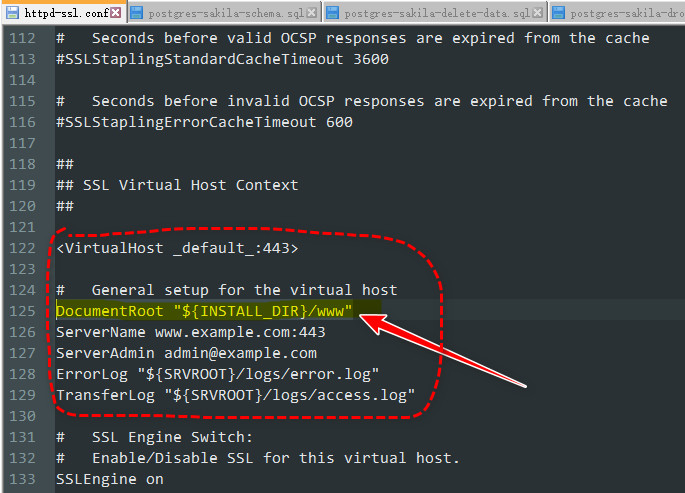 httpd-ssl.conf postgres-sakila-schema.sql postgres-sakila-delete-data.sql postgres-sakila-dro
112 #   Seconds before valid OCSP responses are expired from the cache
113 #SSLStaplingStandardCacheTimeout 3600
114
115 #   Seconds before invalid OCSP responses are expired from the cache
116 #SSLStaplingErrorCacheTimeout 600
117
118 ##
119 ## SSL Virtual Host Context
120 ##
121
122 <VirtualHost _default_:443>
123
124 #   General setup for the virtual host
125 DocumentRoot "${INSTALL_DIR}/www"
126 ServerName www.example.com:443
127 ServerAdmin admin@example.com
128 ErrorLog "${SRVROOT}/logs/error.log"
129 TransferLog "${SRVROOT}/logs/access.log"
130
131 #   SSL Engine Switch:
132 #   Enable/Disable SSL for this virtual host.
133 SSLEngine on